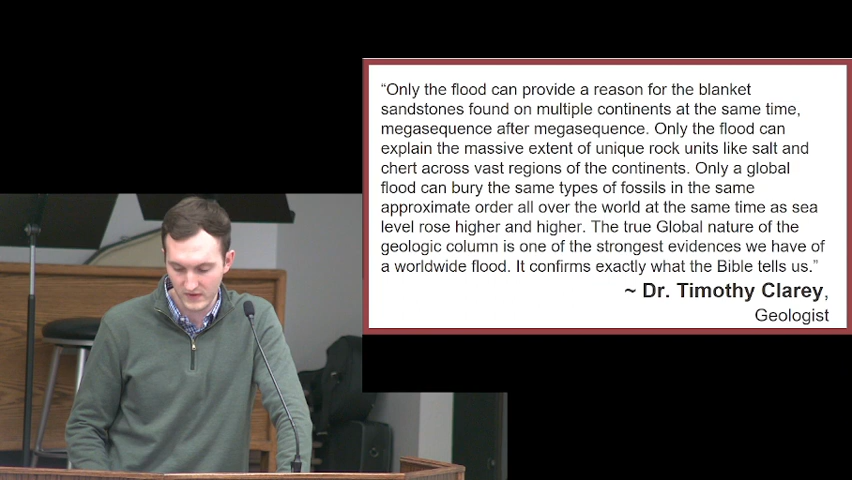 “Only the flood can provide a reason for the blanket
sandstones found on multiple continents at the same time,
megasequence after megasequence. Only the flood can
explain the massive extent of unique rock units like salt and
chert across vast regions of the continents. Only a global
flood can bury the same types of fossils in the same
approximate order all over the world at the same time as sea
level rose higher and higher. The true Global nature of the
geologic column is one of the strongest evidences we have of
a worldwide flood. It confirms exactly what the Bible tells us.”
~ Dr. Timothy Clarey,
Geologist